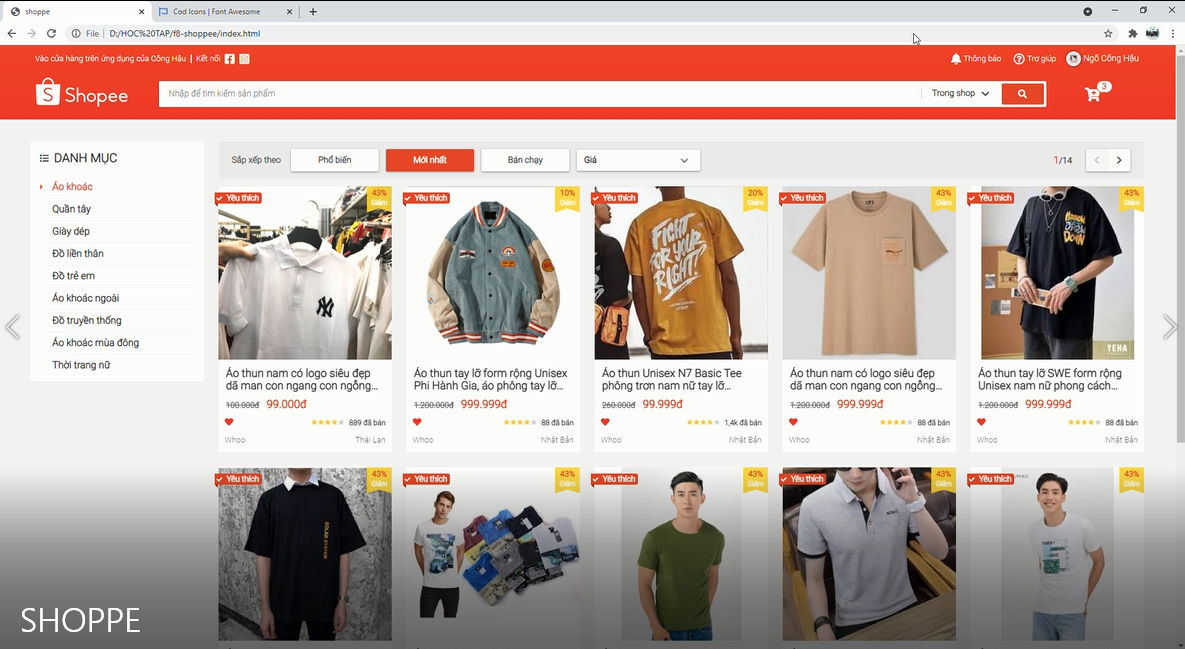 shoppe
Cod Icons | Font Awesome
File | D:/HOC%20TAP/f8-shoppee/index.html
Vào cửa hàng trên ứng dụng của Công Hậu | Kết nối
Thông báo
Trợ giúp
Ngô Công Hậu
Shopee
Nhập để tìm kiếm sản phẩm
Trong shop
3
DANH MỤC
Áo khoác
Quần tây
Giày dép
Đồ liền thân
Đồ trẻ em
Áo khoác ngoài
Đồ truyền thống
Áo khoác mùa đông
Thời trang nữ
Sắp xếp theo
Phổ biến
Mới nhất
Bán chạy
Giá
1/14
Yêu thích
43%
Giảm
Áo thun nam có logo siêu đẹp
dã man con ngang con ngỗng...
100.000đ 99.000đ
889 đã bán
Whoo
Thái Lan
Yêu thích
10%
Giảm
Áo thun tay lỡ form rộng Unisex
Phi Hành Gia, áo phông tay lỡ...
1.200.000đ 999.999đ
88 đã bán
Whoo
Nhật Bản
Yêu thích
20%
Giảm
FIGHT
FOR YOUR
RIGHT!
Áo thun Unisex N7 Basic Tee
phông trơn nam nữ tay lỡ...
260.000đ 99.999đ
1,4k đã bán
Whoo
Nhật Bản
Yêu thích
43%
Giảm
Áo thun nam có logo siêu đẹp
dã man con ngang con ngỗng...
1.200.000đ 999.999đ
88 đã bán
Whoo
Nhật Bản
Yêu thích
43%
Giảm
YEHA
Áo thun tay lỡ SWE form rộng
Unisex nam nữ phong cách...
1.200.000đ 999.999đ
88 đã bán
Whoo
Nhật Bản
Yêu thích
43%
Giảm
Yêu thích
43%
Giảm
Yêu thích
43%
Giảm
Yêu thích
43%
Giảm
Yêu thích
43%
Giảm
SHOPPE